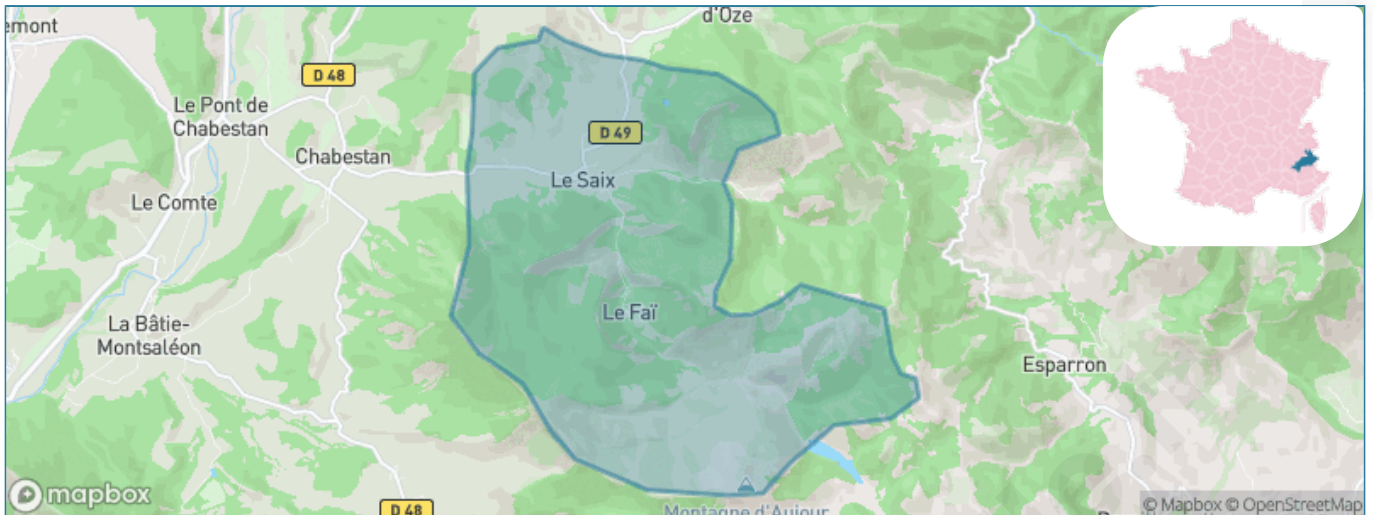 emont
d'Oze
D 48
Le Pont de
Chabestan
D 49
Chabestan
Le Saix
Le Comte
Le Faï
La Bâtie-
Montsaléon
Esparron
mapbox
D 48
Montagne d'Aujour
© Mapbox © OpenStreetMap